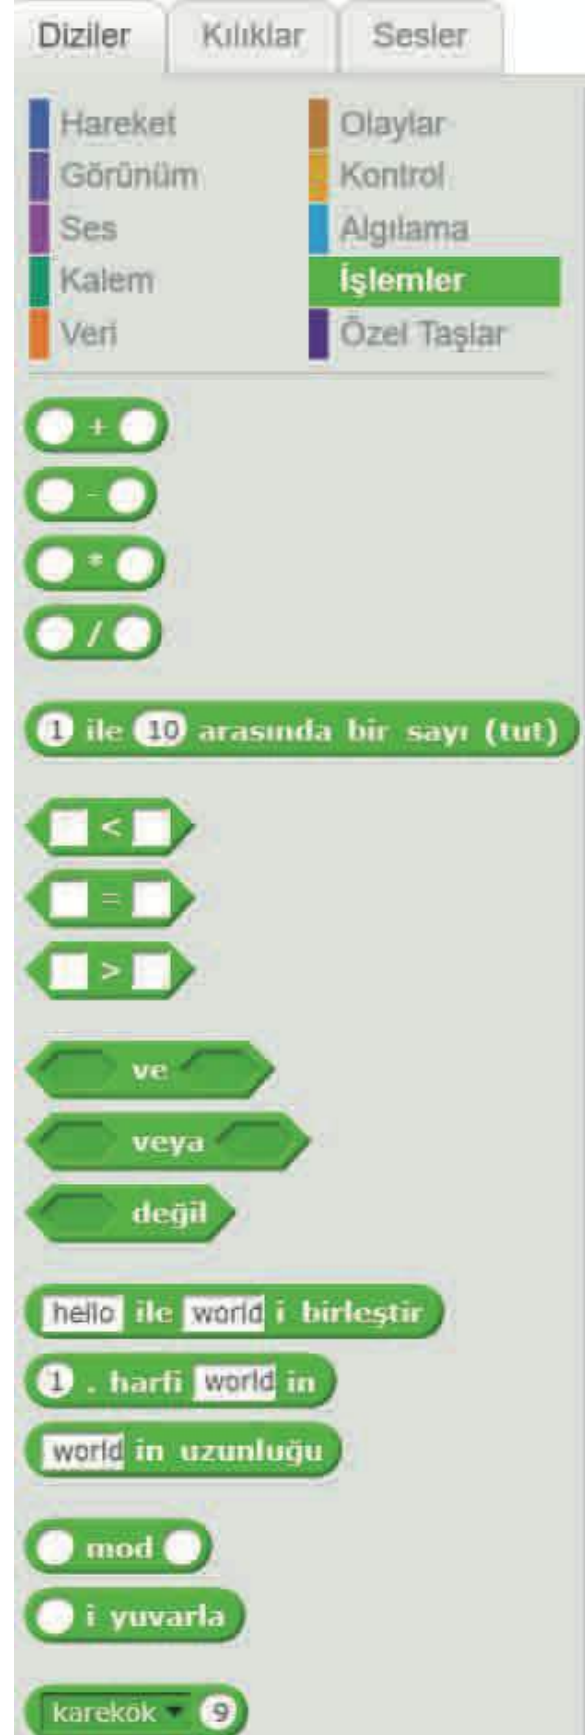 Diziler Kılıklar Sesler
Hareket Olaylar
Görünüm Kontrol
Ses Algılama
Kalem İşlemler
Veri Özel Taşlar
+
-
*
/
1 ile 10 arasında bir sayı (tut)
<
=
>
ve
veya
değil
hello ile world i birleştir
1 . harfi world in
world in uzunluğu
mod
i yuvarla
karekök 9